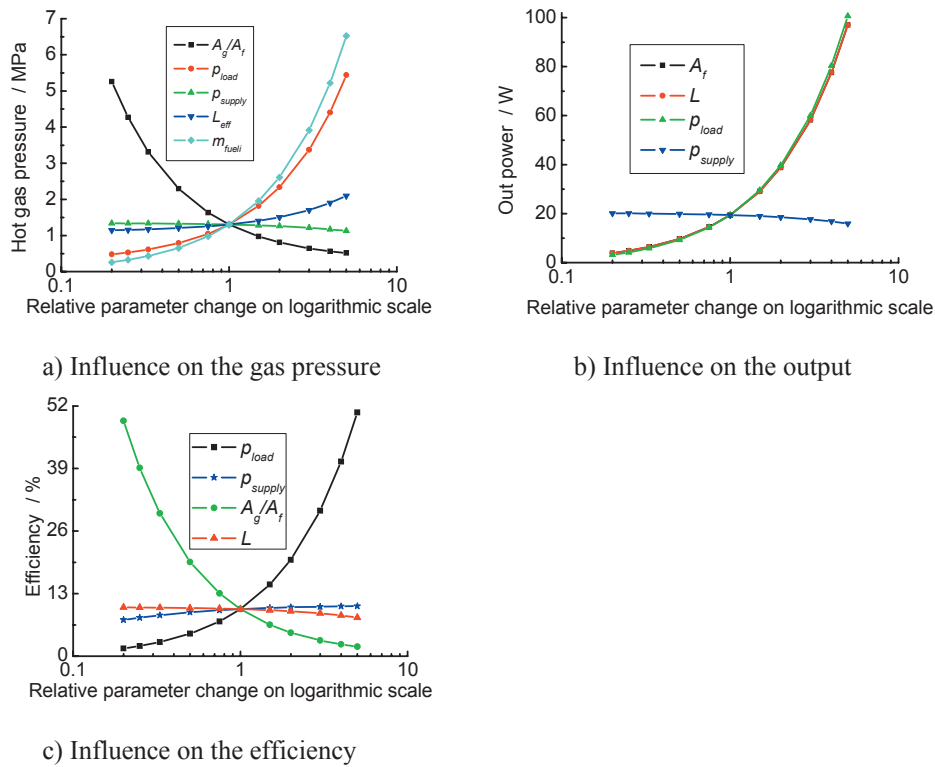 Hot gas pressure / MPa
7
6
5
4
3
2
1
0
0.1
1
10
A_g/A_f
p_load
p_supply
L_eff
m_fueli
Relative parameter change on logarithmic scale
a) Influence on the gas pressure
Out power / W
100
80
60
40
20
0
0.1
1
10
A_f
L
p_load
p_supply
Relative parameter change on logarithmic scale
b) Influence on the output
Efficiency / %
52
39
26
13
0
0.1
1
10
p_load
p_supply
A_g/A_f
L
Relative parameter change on logarithmic scale
c) Influence on the efficiency